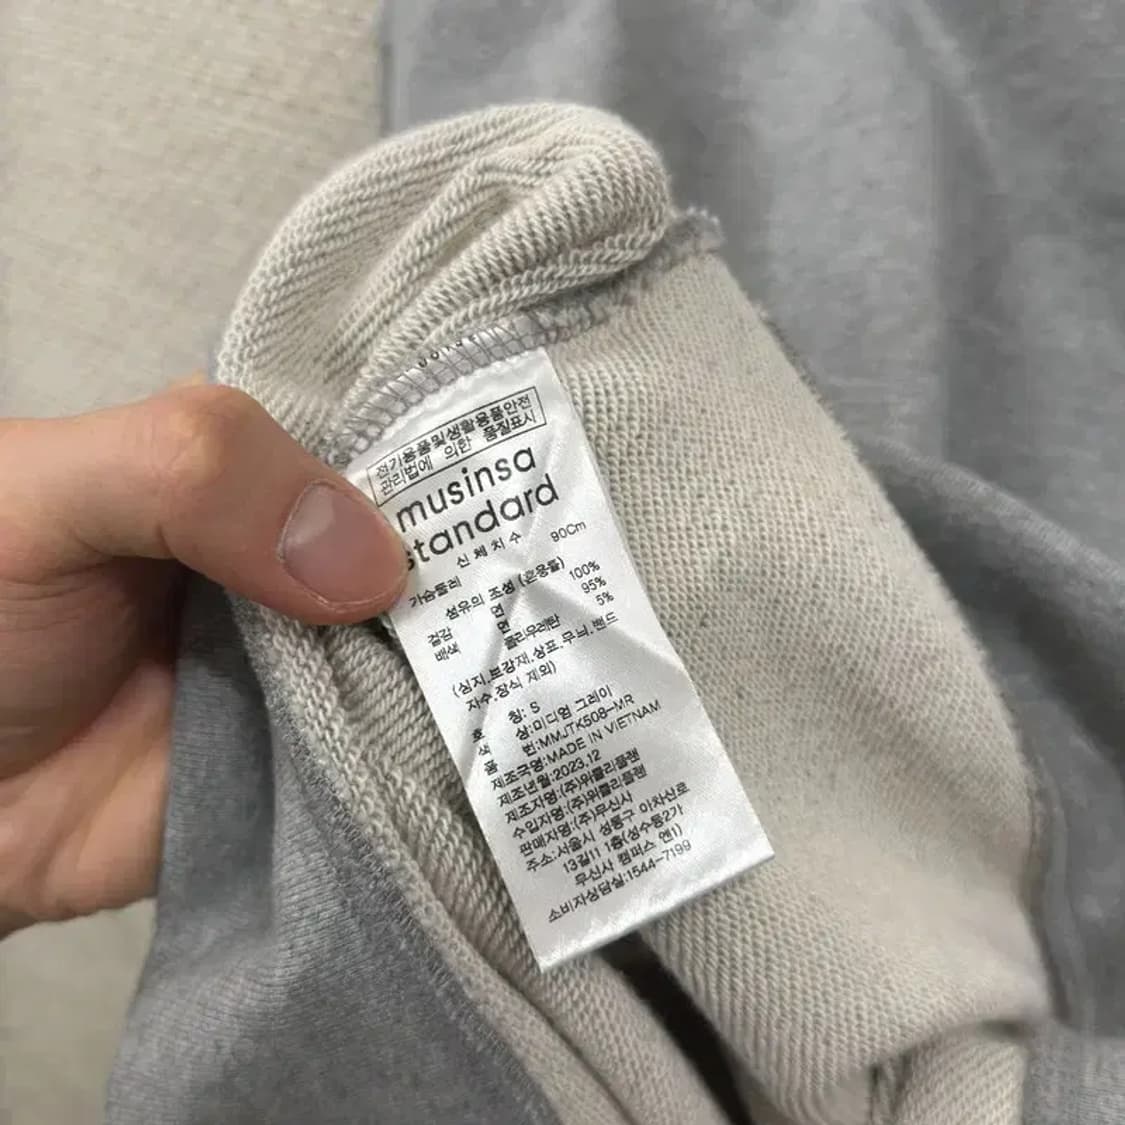 전기용품및생활용품안전
관리법에 의한 품질표시
musinsa
standard
신체치수
가슴둘레 90Cm
섬유의 조성 (혼용률)
겉감 면 100%
배색 면 95%
폴리우레탄 5%
(심지.보강재.상표.무늬.밴드
자수.장식 제외)
호 칭: S
색 상:미디엄 그레이
품 번:MMJTK508-MR
제조국명:MADE IN VIETNAM
제조년월:2023.12
제조자명:(주)위클리플랜
수입자명:(주)위클리플랜
판매자명:(주)무신사
주소:서울시 성동구 아차산로
13길11 1층(성수동2가
무신사 캠퍼스 엔1)
소비자상담실:1544-7199